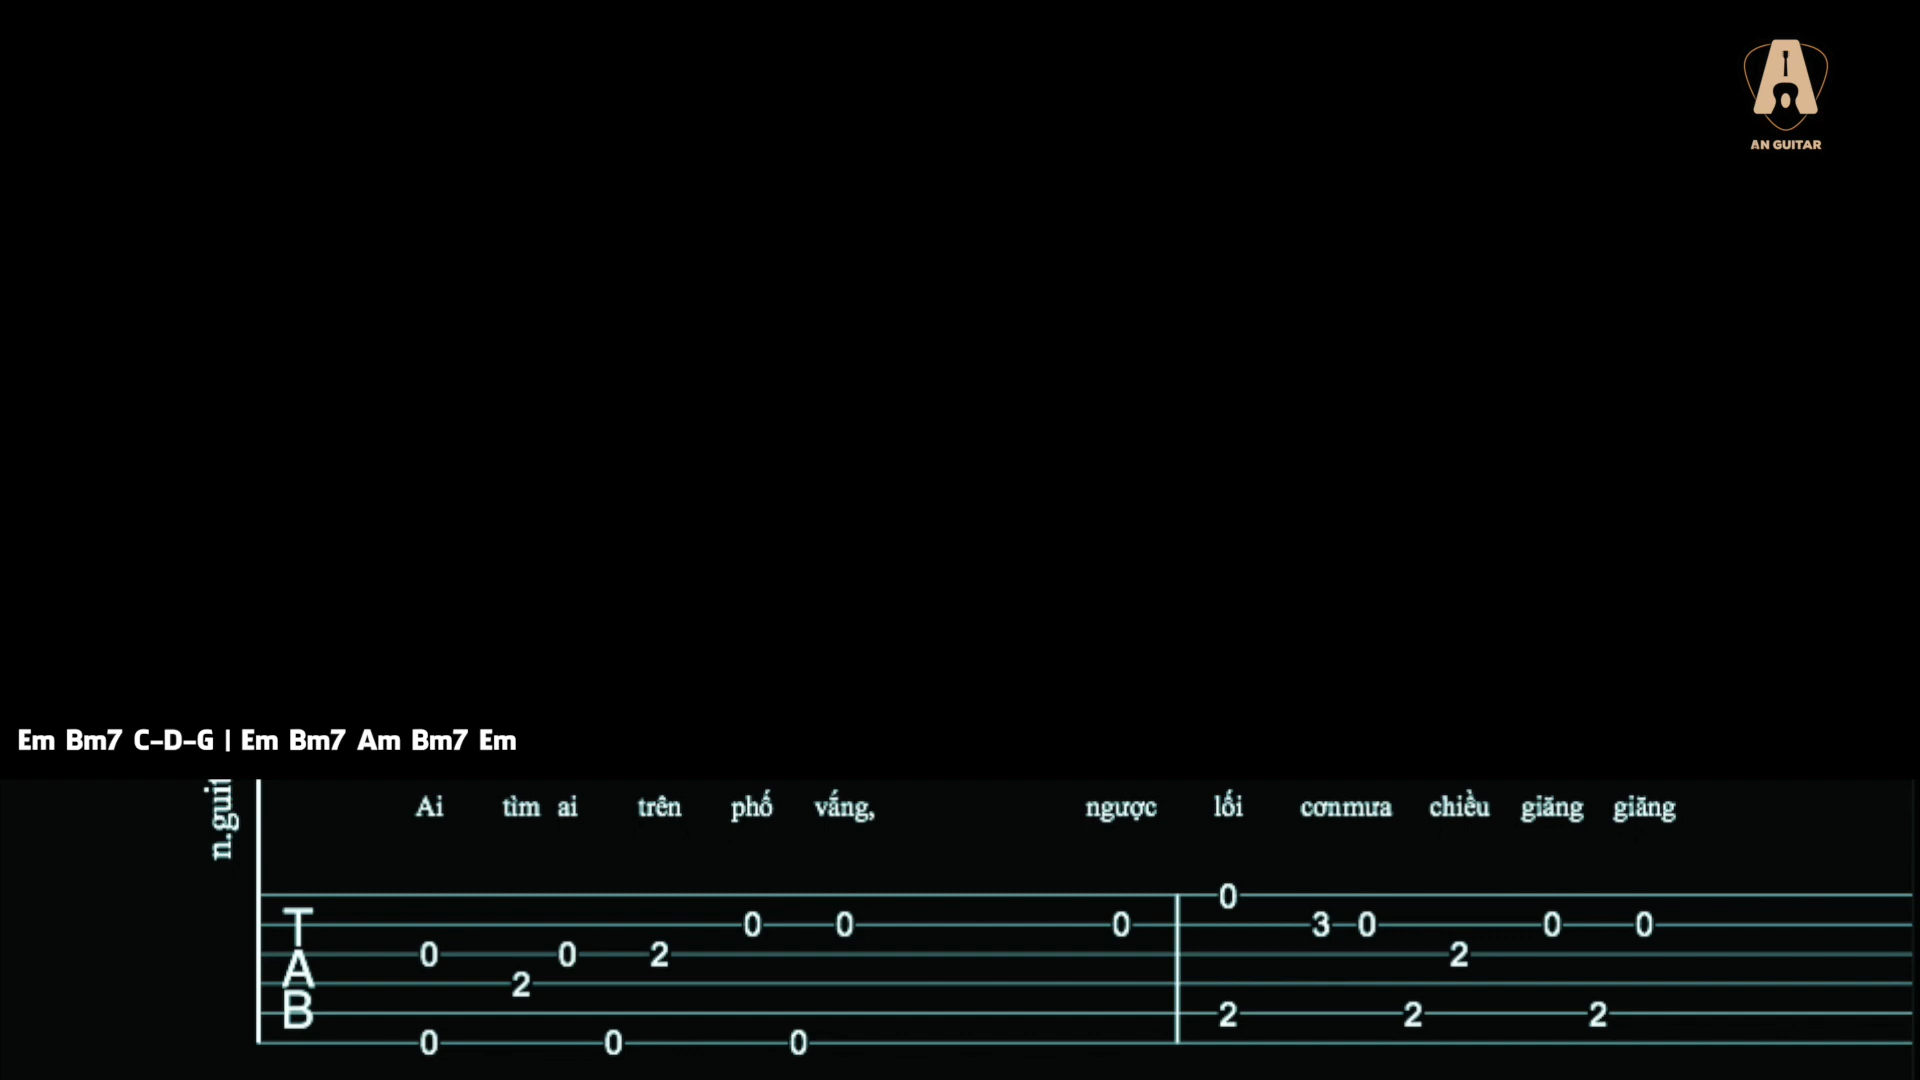 AN GUITAR
Em Bm7 C-D-G | Em Bm7 Am Bm7 Em
n.gui
Ai tìm ai trên phố vắng, ngược lối cơnmưa chiều giăng giăng
0
T 0 0 0 3 0 0 0
A 0 0 2 2
2
B 2 2 2
0 0 0